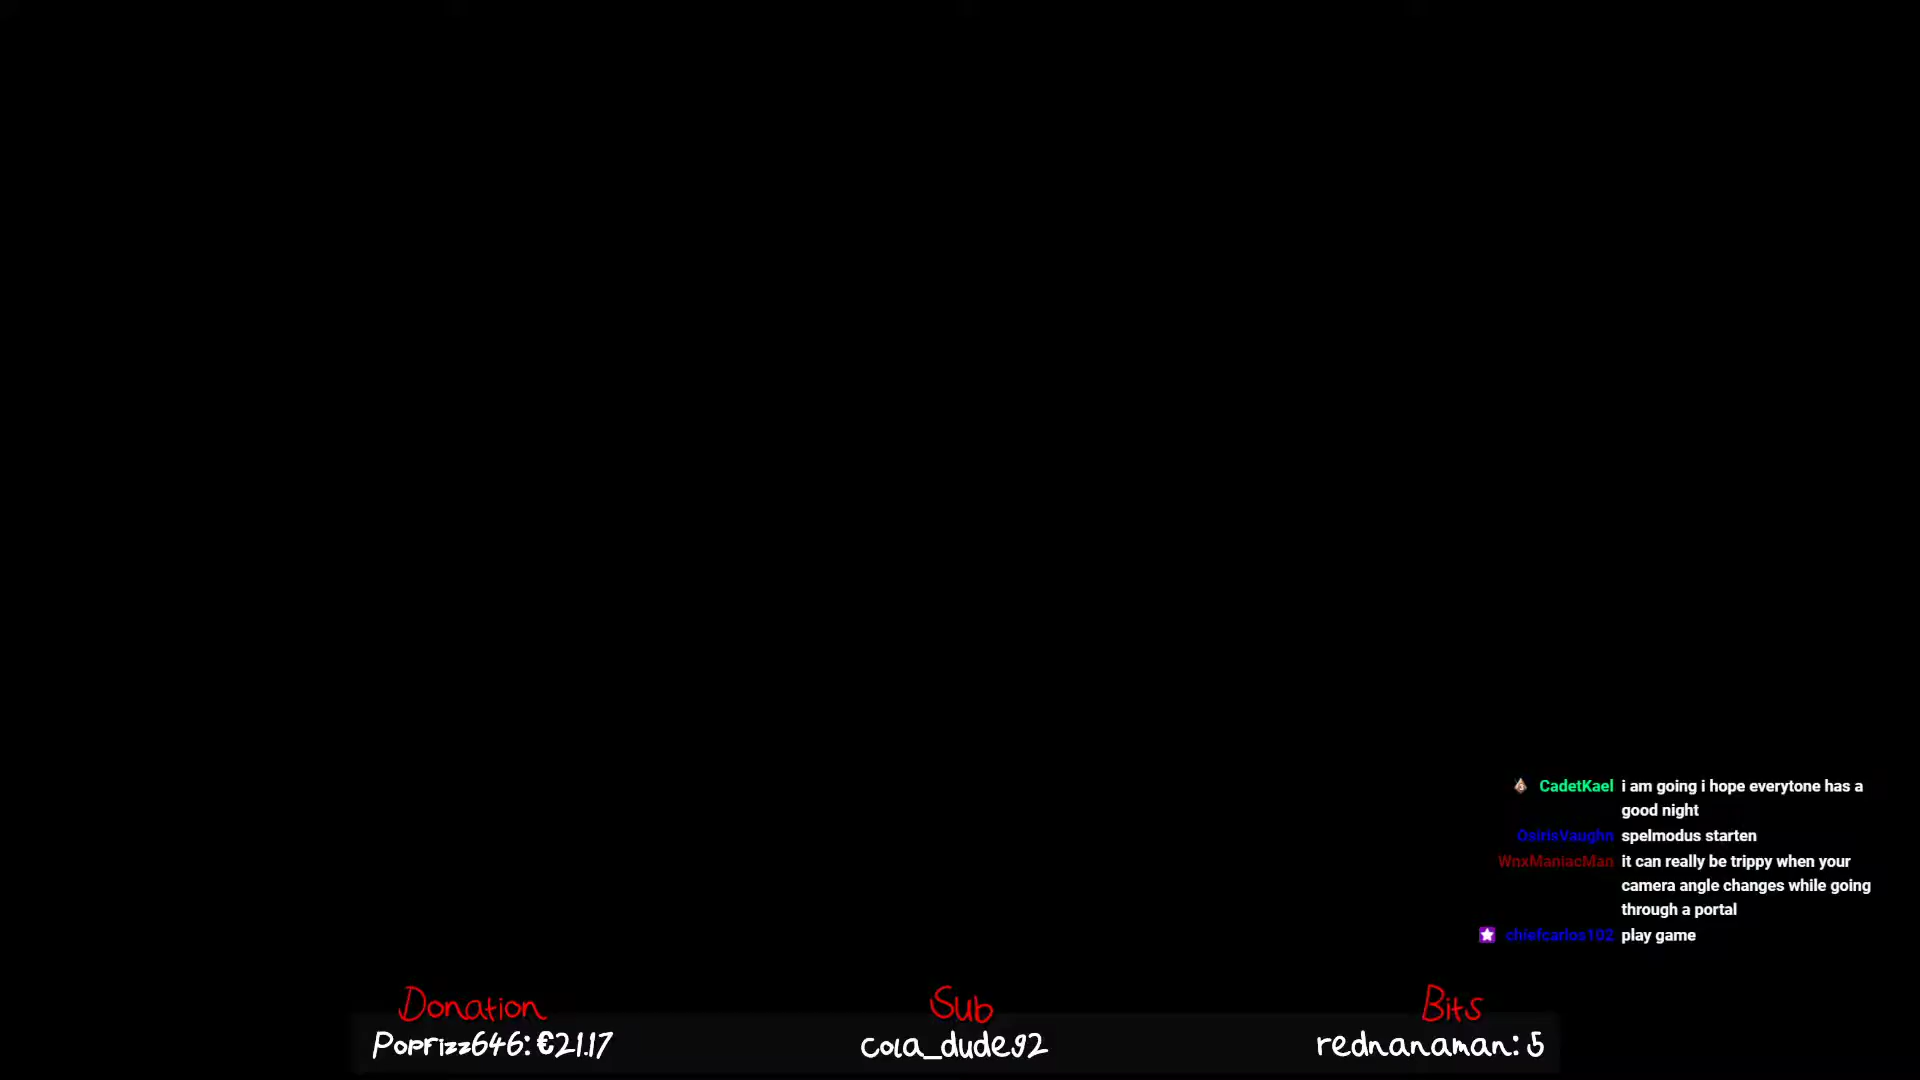 CadetKael i am going i hope everytone has a
good night
OsirisVaughn spelmodus starten
WnxManiacMan it can really be trippy when your
camera angle changes while going
through a portal
chiefcarlos102 play game
Donation Sub Bits
Poprizz646: €21.17 cola_dude92 rednanaman: 5